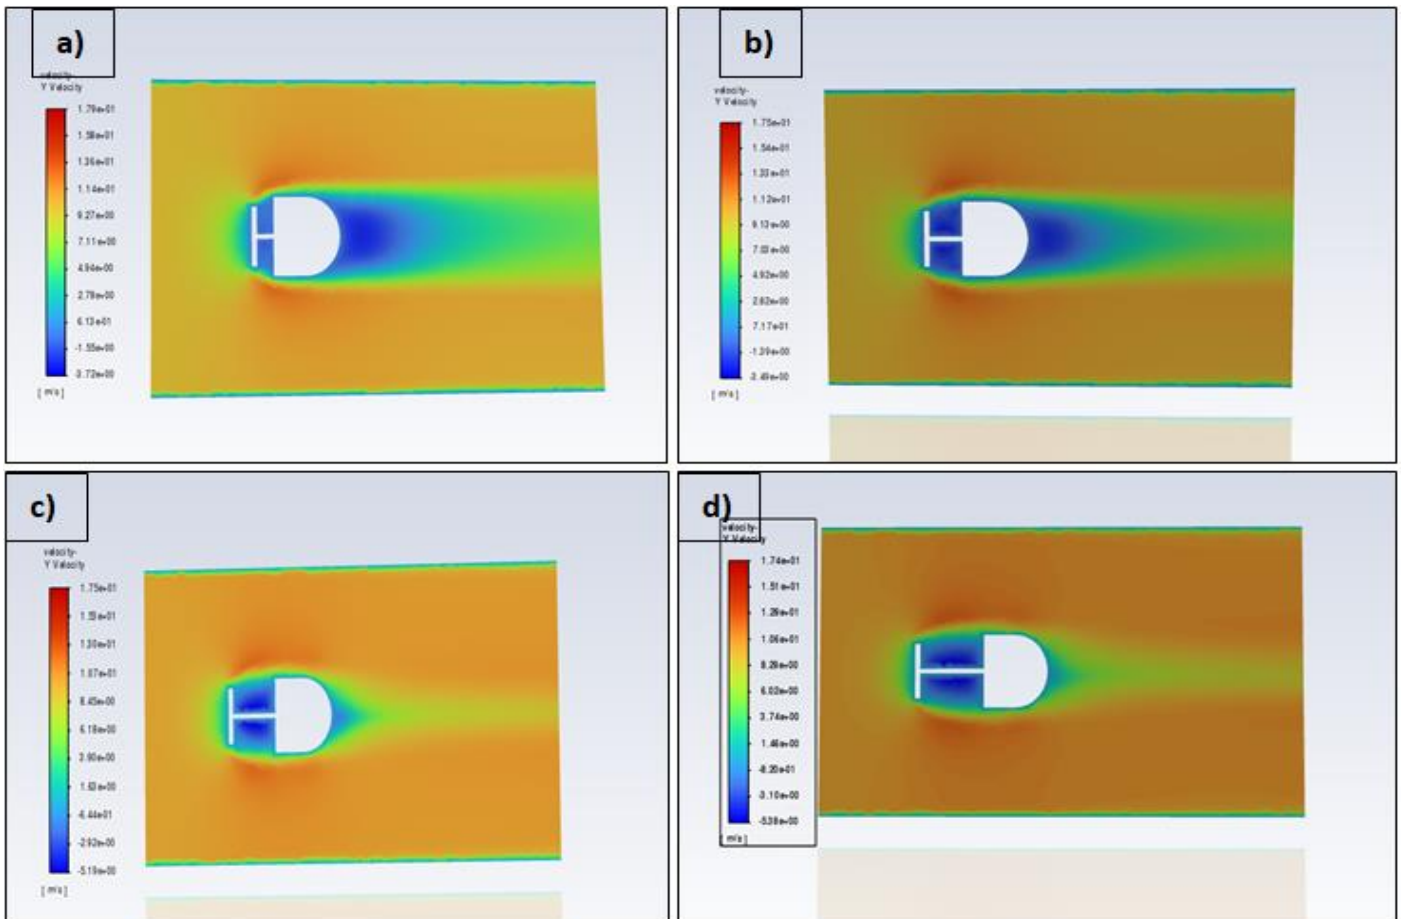 a)
velocity-
Y Velocity
1.79e+01
1.58e+01
1.36e+01
1.14e+01
9.27e+00
7.11e+00
4.94e+00
2.78e+00
6.13e-01
-1.55e+00
-3.72e+00
[ m/s ]
b)
velocity-
Y Velocity
1.75e+01
1.54e+01
1.33e+01
1.12e+01
9.13e+00
7.03e+00
4.92e+00
2.82e+00
7.17e-01
-1.39e+00
-3.49e+00
[ m/s ]
c)
velocity-
Y Velocity
1.75e+01
1.53e+01
1.30e+01
1.07e+01
8.45e+00
6.18e+00
3.90e+00
1.63e+00
-6.44e-01
-2.92e+00
-5.19e+00
[ m/s ]
d)
velocity-
Y Velocity
1.74e+01
1.51e+01
1.28e+01
1.06e+01
8.28e+00
6.02e+00
3.74e+00
1.46e+00
-8.20e-01
-3.10e+00
-5.38e+00
[ m/s ]